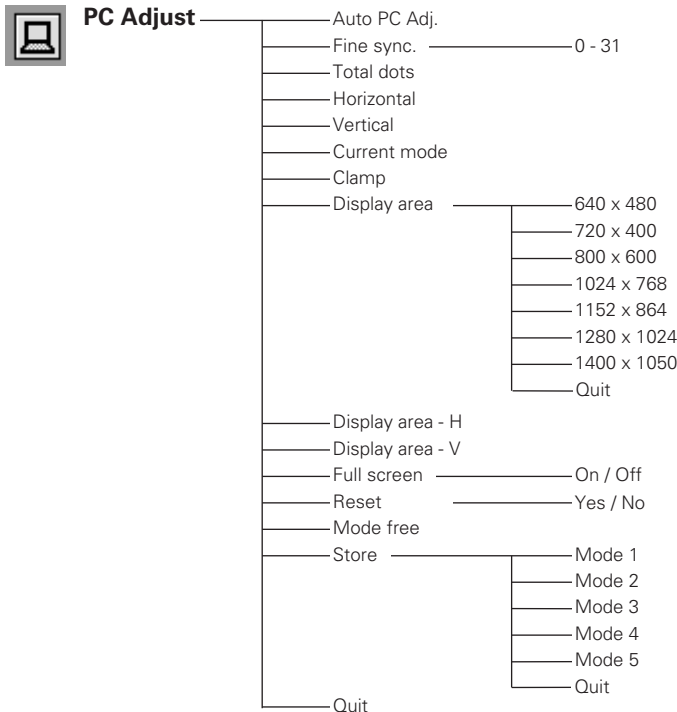 PC Adjust
Auto PC Adj.
Fine sync. 0 - 31
Total dots
Horizontal
Vertical
Current mode
Clamp
Display area 640 x 480
720 x 400
800 x 600
1024 x 768
1152 x 864
1280 x 1024
1400 x 1050
Quit
Display area - H
Display area - V
Full screen On / Off
Reset Yes / No
Mode free
Store Mode 1
Mode 2
Mode 3
Mode 4
Mode 5
Quit
Quit